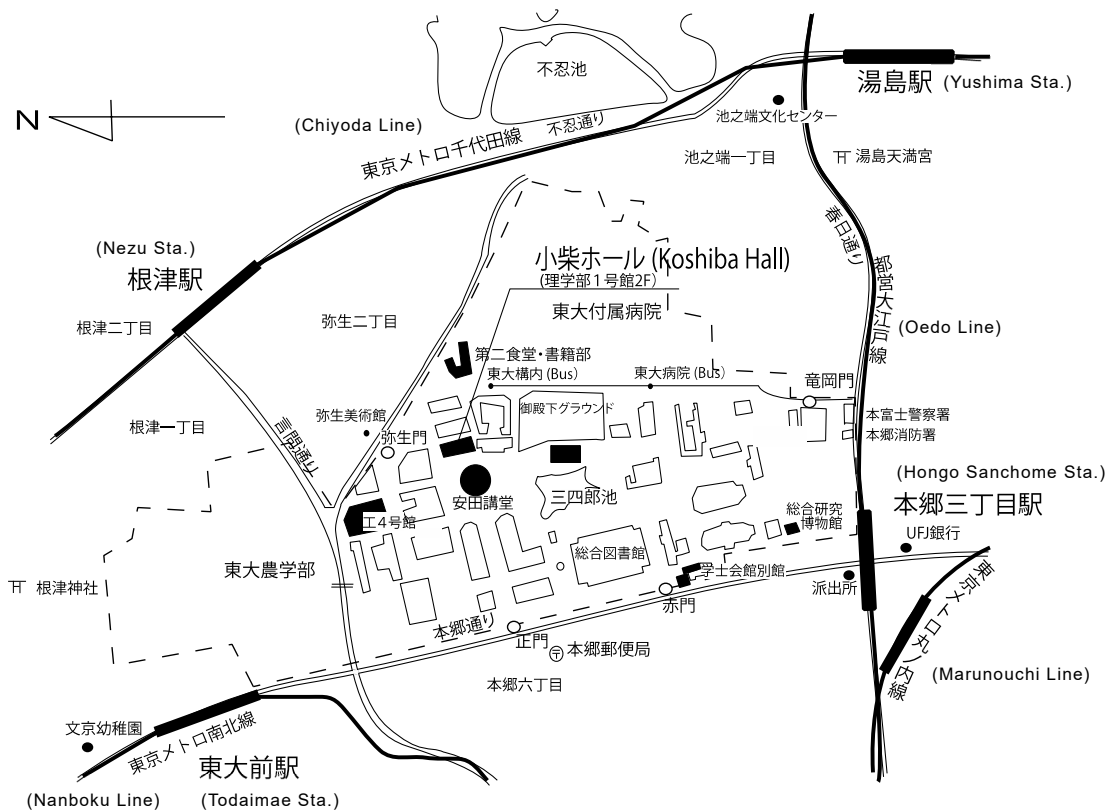 不忍池
湯島駅 (Yushima Sta.)
池之端文化センター
N
(Chiyoda Line)
東京メトロ千代田線
不忍通り
池之端一丁目
湯島天満宮
春日通り
(Nezu Sta.)
根津駅
小柴ホール (Koshiba Hall)
(理学部1号館2F)
東大付属病院
都営大江戸線
(Oedo Line)
根津二丁目
弥生二丁目
第二食堂・書籍部
東大構内 (Bus)
東大病院 (Bus)
竜岡門
弥生美術館
御殿下グラウンド
本富士警察署
本郷消防署
根津一丁目
言問通り
弥生門
(Hongo Sanchome Sta.)
本郷三丁目駅
安田講堂
三四郎池
総合研究
博物館
UFJ銀行
工4号館
総合図書館
学士会館別館
東大農学部
根津神社
派出所
赤門
東京メトロ丸ノ内線
(Marunouchi Line)
本郷通り
正門
〒
本郷郵便局
本郷六丁目
文京幼稚園
東京メトロ南北線
東大前駅
(Nanboku Line)
(Todaimae Sta.)